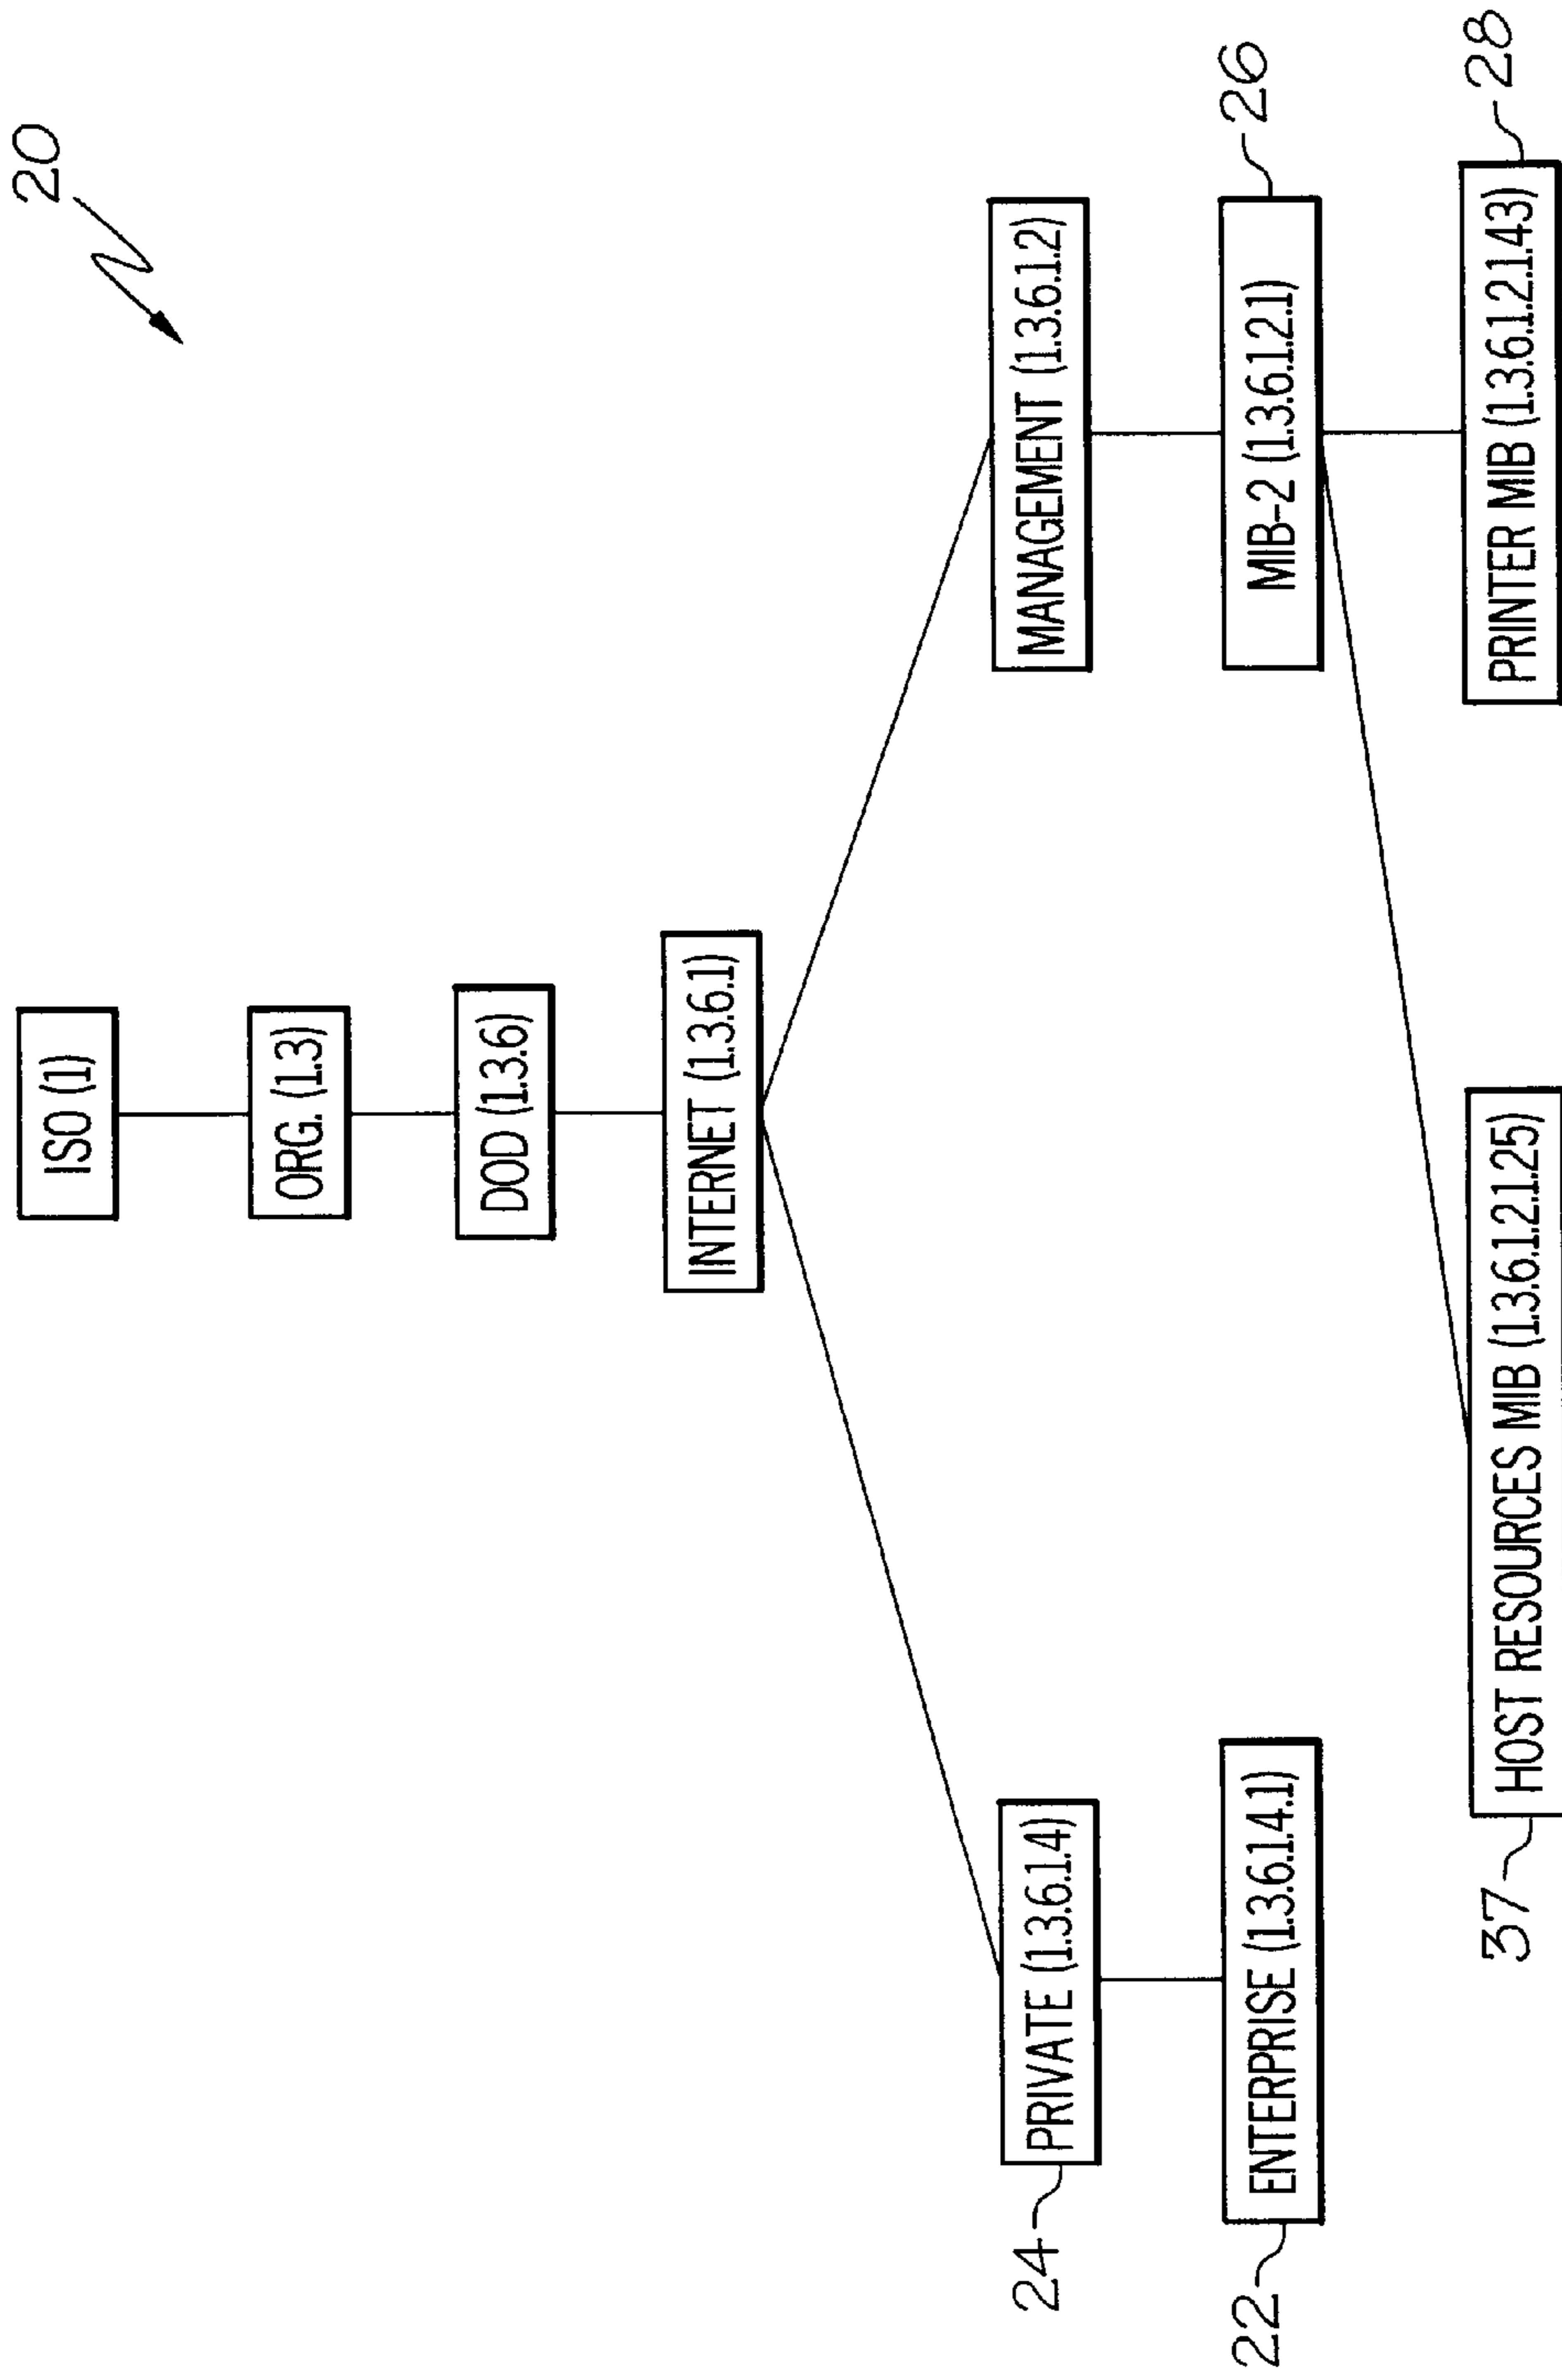 20
ISO (1)
ORG. (1.3)
DOD (1.3.6)
INTERNET (1.3.6.1)
24
PRIVATE (1.3.6.1.4)
MANAGEMENT (1.3.6.1.2)
22
ENTERPRISE (1.3.6.1.4.1)
MIB-2 (1.3.6.1.2.1)
26
37
HOST RESOURCES MIB (1.3.6.1.2.1.25)
PRINTER MIB (1.3.6.1.2.1.43)
28